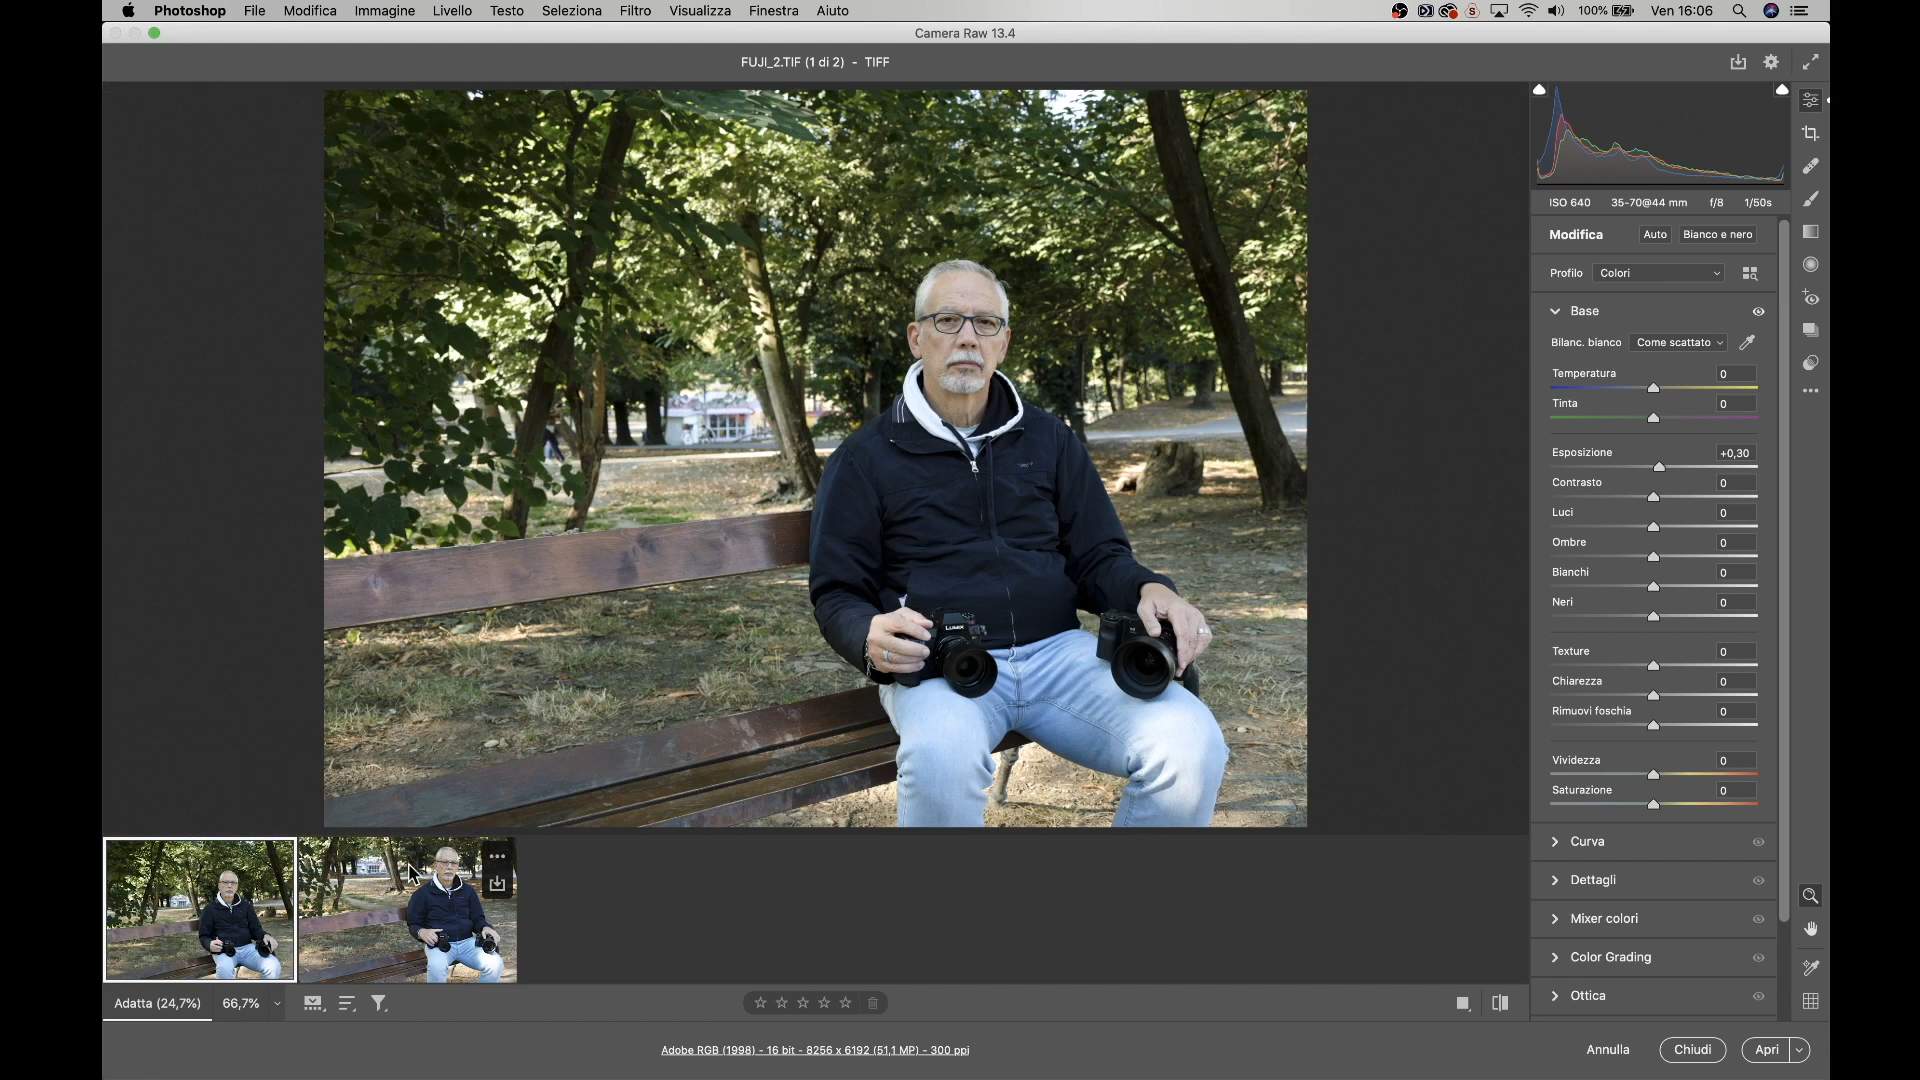 Photoshop File Modifica Immagine Livello Testo Seleziona Filtro Visualizza Finestra Aiuto S 100% Ven 16:06
Camera Raw 13.4
FUJI_2.TIF (1 di 2) - TIFF
ISO 640 35-70@44 mm f/8 1/50s
Modifica Auto Bianco e nero
Profilo Colori
Base
Bilanc. bianco Come scattato
Temperatura 0
Tinta 0
Esposizione +0,30
Contrasto 0
Luci 0
Ombre 0
Bianchi 0
Neri 0
LUMIX
Texture 0
Chiarezza 0
Rimuovi foschia 0
Vividezza 0
Saturazione 0
Curva
Dettagli
Mixer colori
Color Grading
Ottica
Adatta (24,7%) 66,7%
Adobe RGB (1998) - 16 bit - 8256 x 6192 (51,1 MP) - 300 ppi
Annulla Chiudi Apri